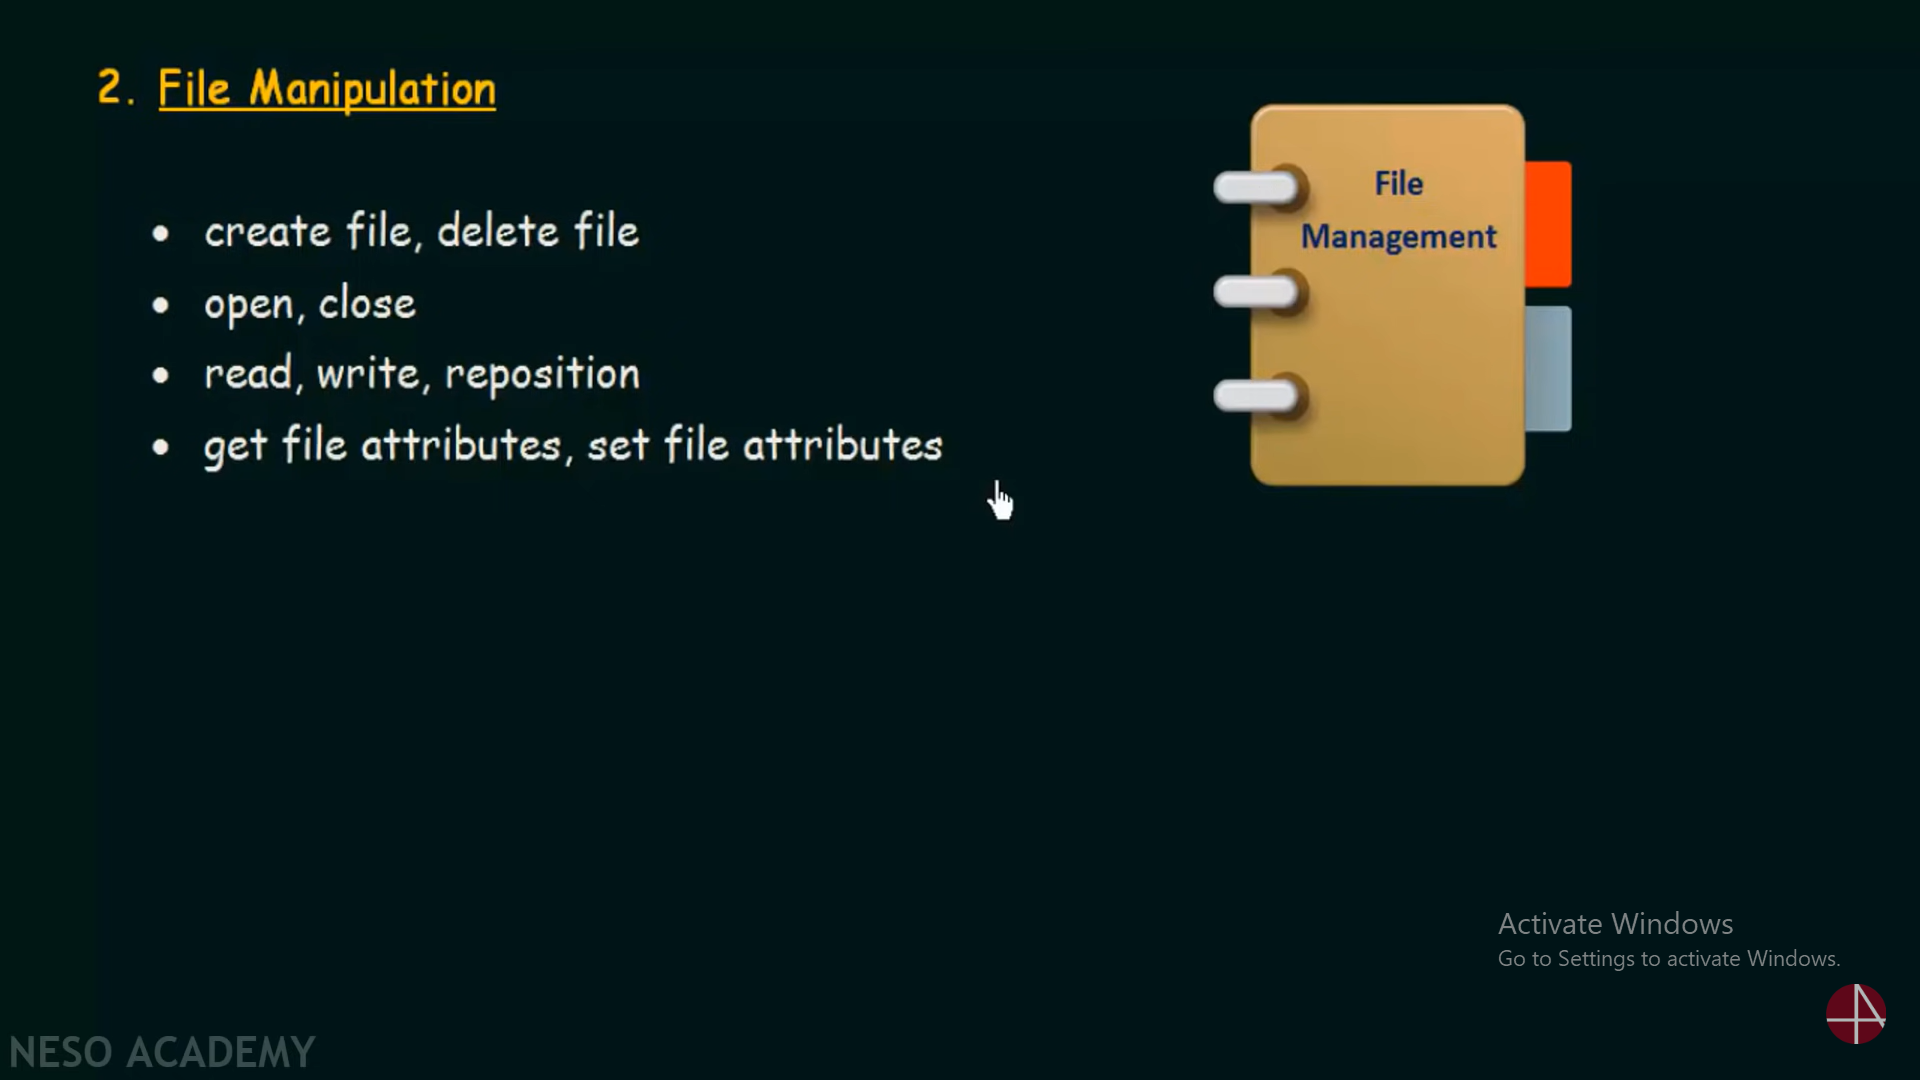 2. File Manipulation
• create file, delete file
• open, close
• read, write, reposition
• get file attributes, set file attributes
File
Management
Activate Windows
Go to Settings to activate Windows.
NESO ACADEMY